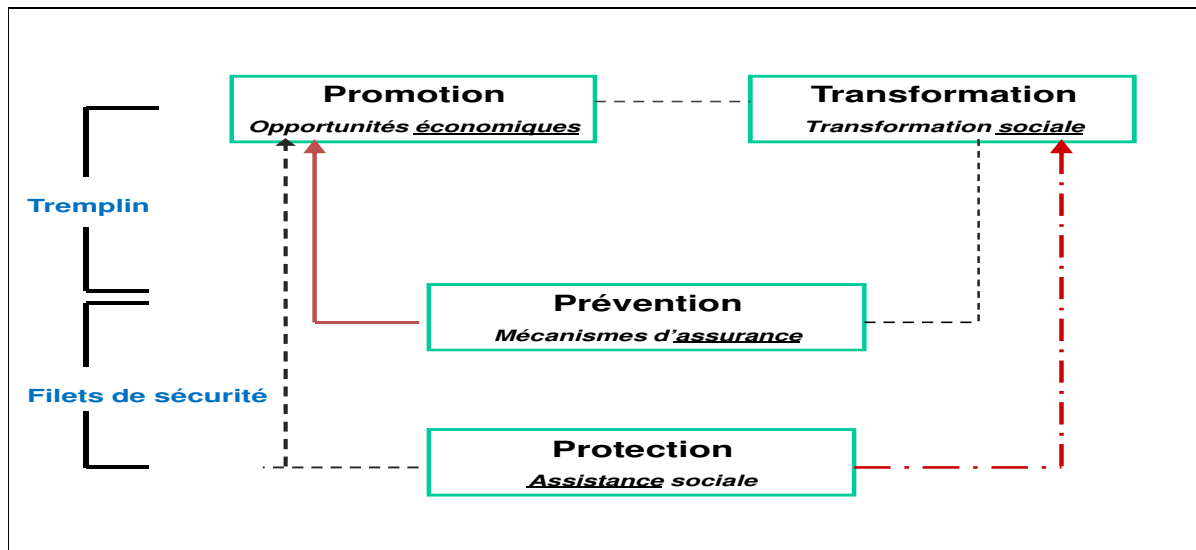 Promotion
Opportunités économiques
Transformation
Transformation sociale
Tremplin
Prévention
Mécanismes d'assurance
Filets de sécurité
Protection
Assistance sociale